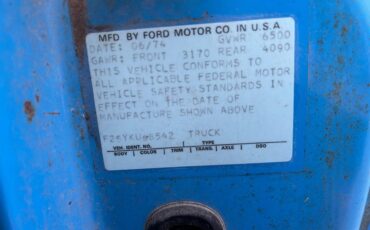 MFD. BY FORD MOTOR CO. IN U.S.A.
DATE: 06/74 GVWR 6500
GAWR: FRONT 3170 REAR 4090
THIS VEHICLE CONFORMS TO
ALL APPLICABLE FEDERAL MOTOR
VEHICLE SAFETY STANDARDS IN
EFFECT ON THE DATE OF
MANUFACTURE SHOWN ABOVE
TRUCK
VEH. IDENT. NO. TYPE
BODY COLOR TRIM TRANS. AXLE DSO